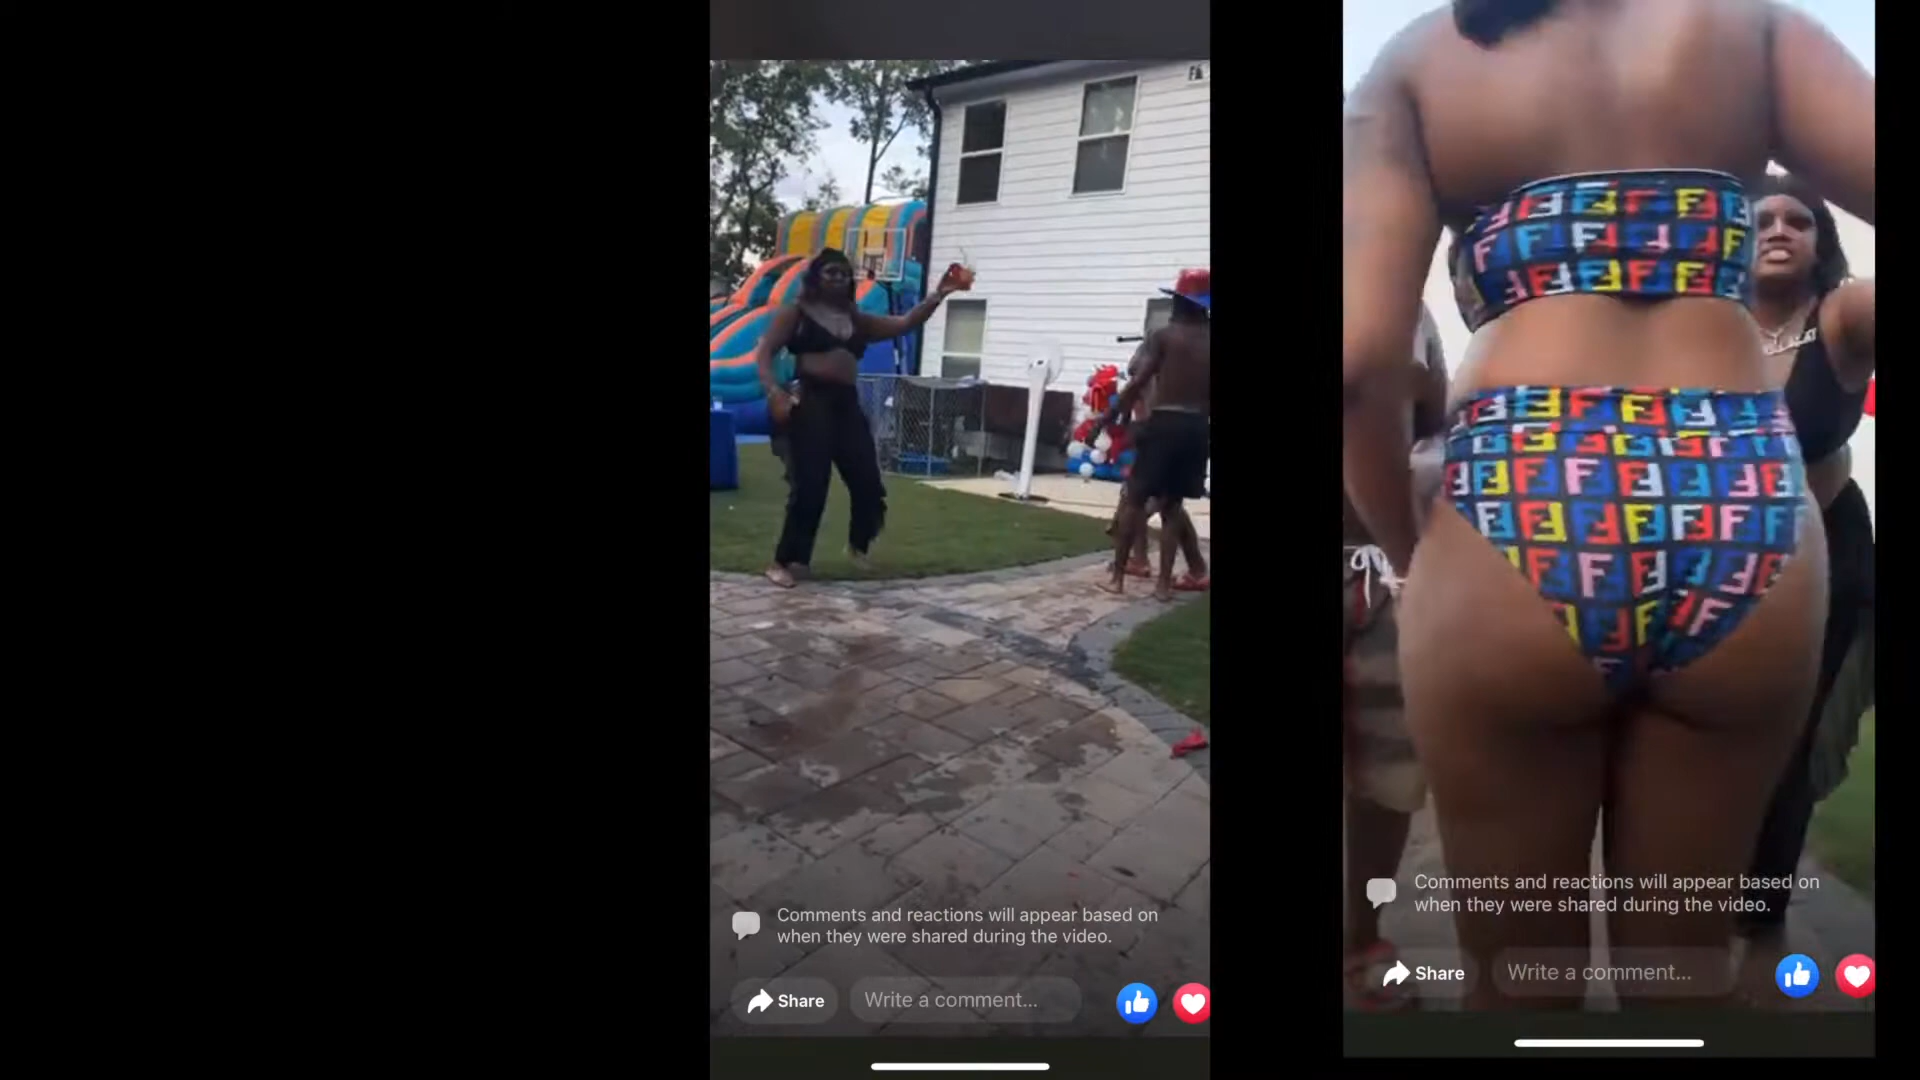 Comments and reactions will appear based on
when they were shared during the video.
Share
Write a comment...
Comments and reactions will appear based on
when they were shared during the video.
Share
Write a comment...